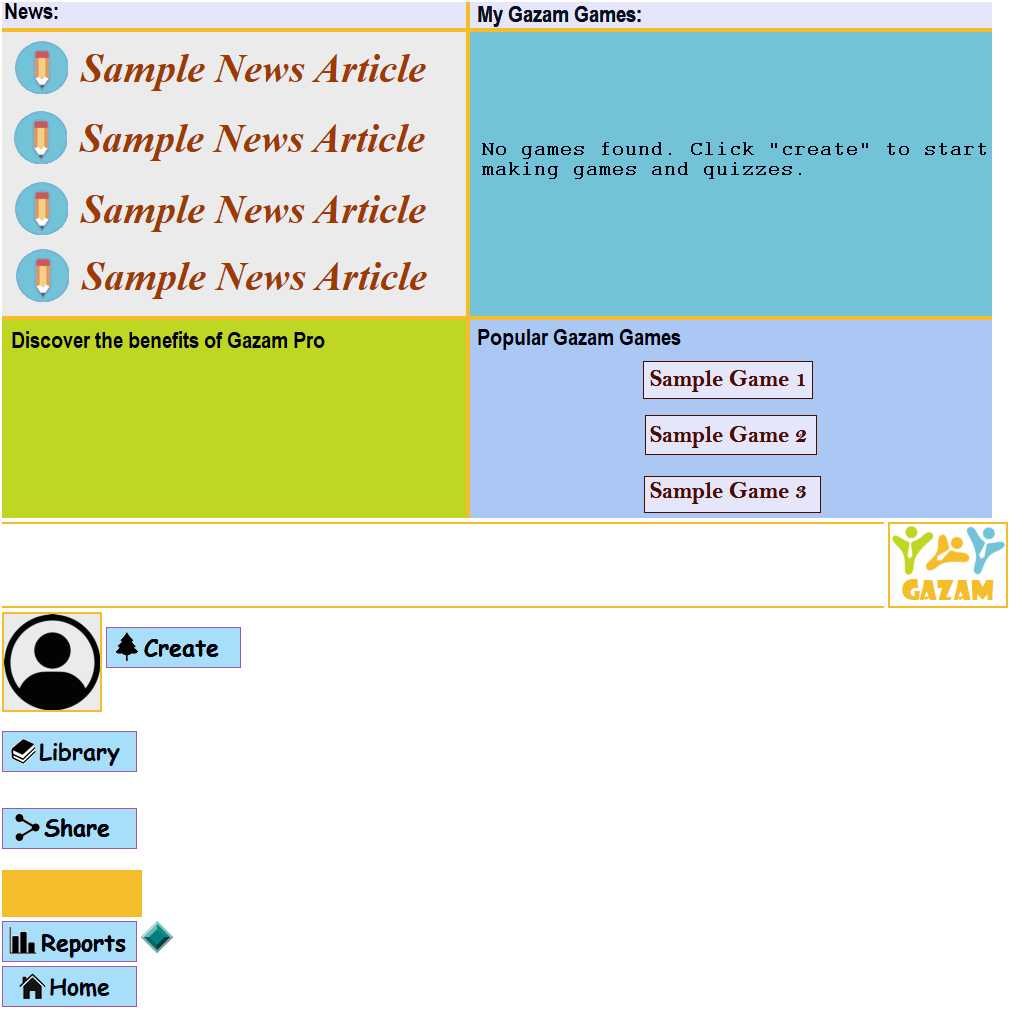 News:
My Gazam Games:
Sample News Article
Sample News Article
Sample News Article
Sample News Article
No games found. Click "create" to start
making games and quizzes.
Discover the benefits of Gazam Pro
Popular Gazam Games
Sample Game 1
Sample Game 2
Sample Game 3
GAZAM
Create
Library
Share
Reports
Home